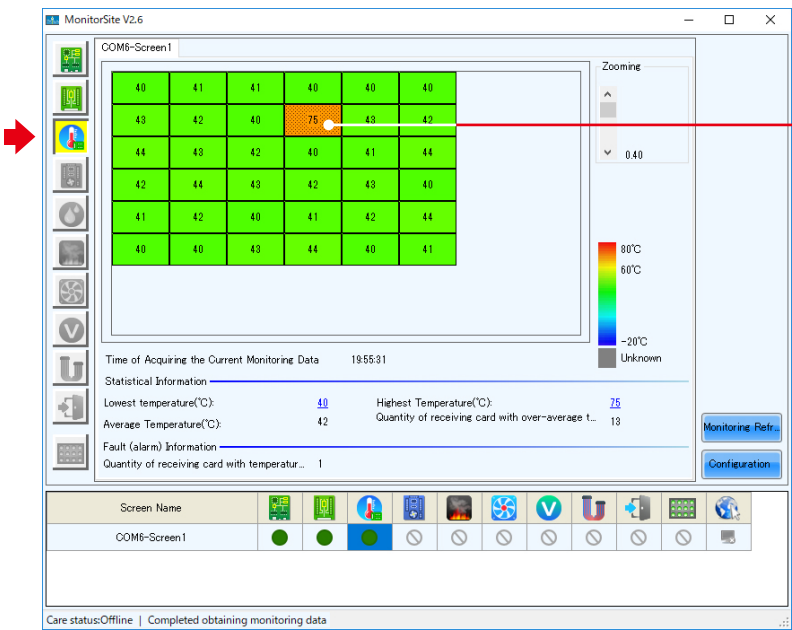 MonitorSite V2.6
COM6-Screen1
Zooming
40 41 41 40 40 40
43 42 40 75 43 42
44 43 42 40 41 44
0.40
42 44 43 42 43 40
41 42 40 41 42 44
40 40 43 44 40 41
80℃
60℃
-20℃
Unknown
Time of Acquiring the Current Monitoring Data 19:55:31
Statistical Information
Lowest temperature(℃): 40 Highest Temperature(℃): 75
Average Temperature(℃): 42 Quantity of receiving card with over-average t... 13
Monitoring Refr...
Fault (alarm) Information
Quantity of receiving card with temperatur... 1
Configuration
Screen Name
COM6-Screen1
Care status:Offline | Completed obtaining monitoring data